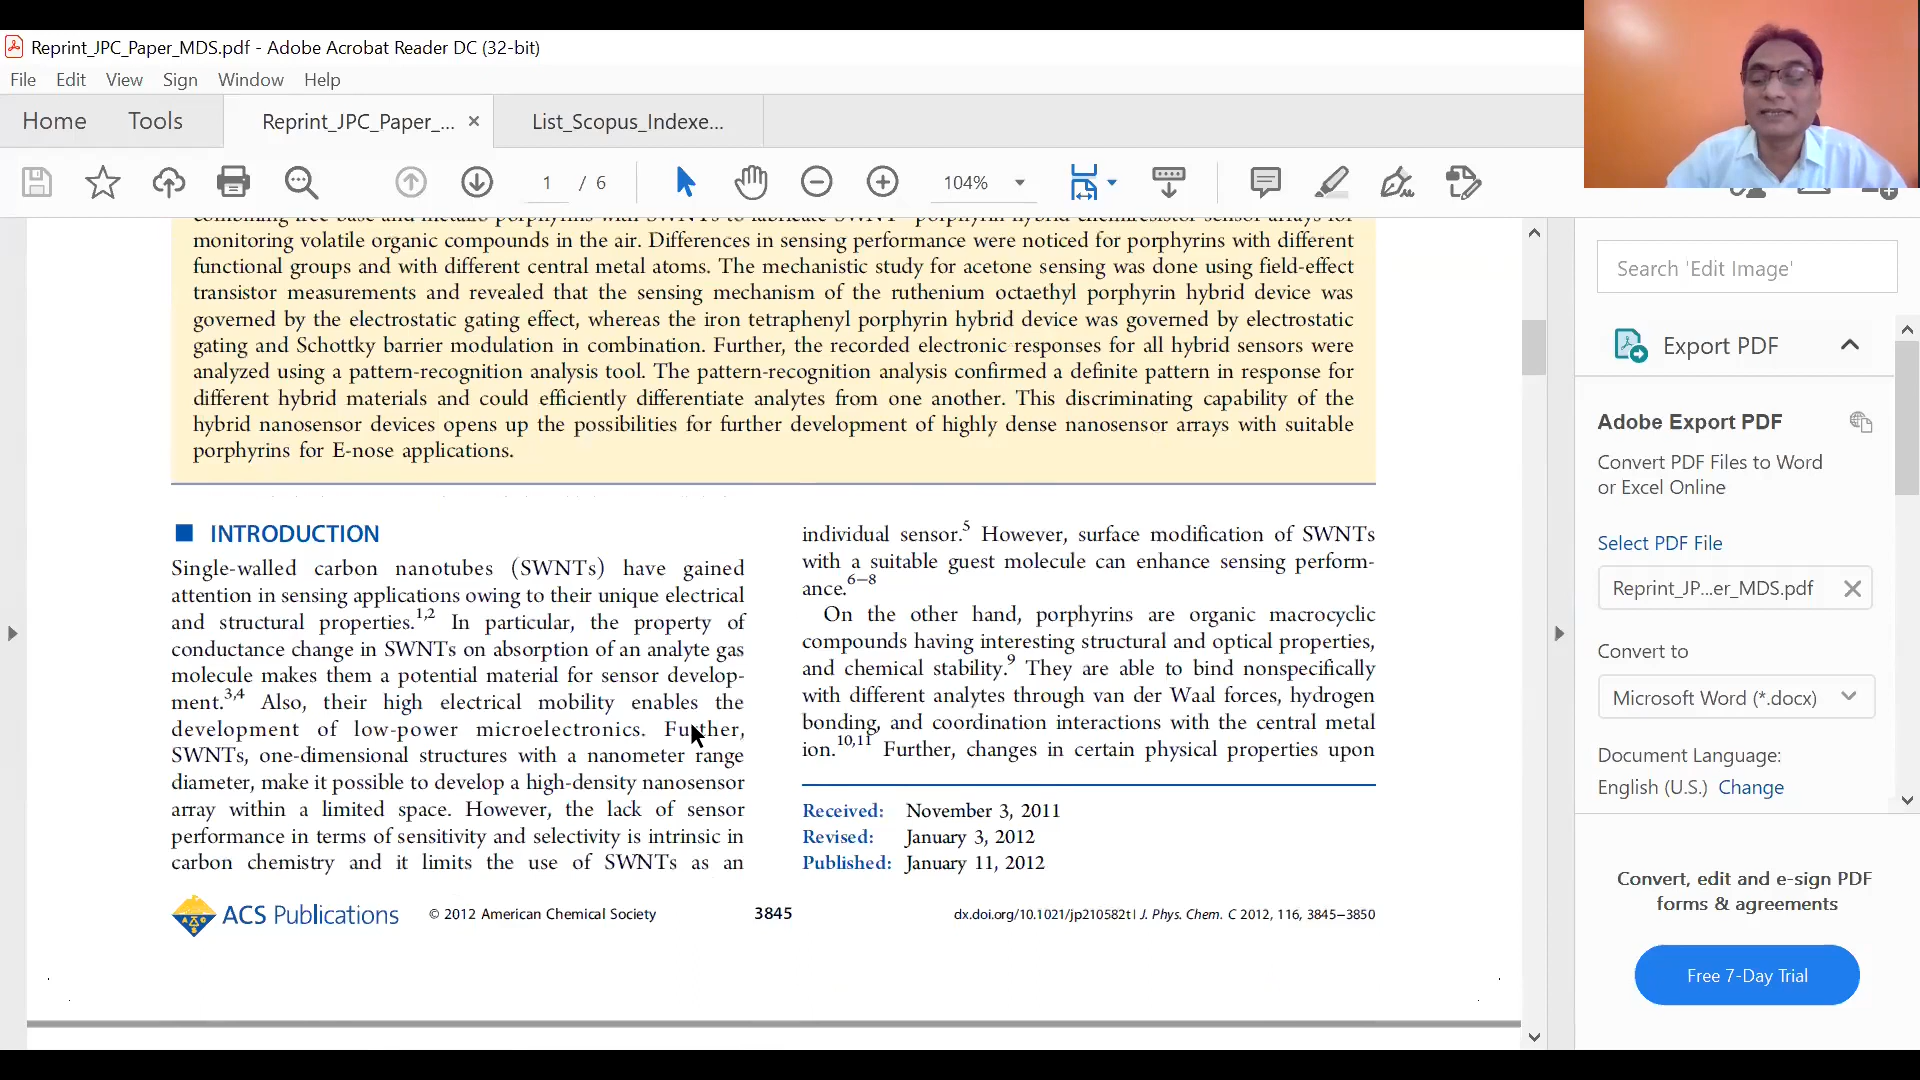 Reprint_JPC_Paper_MDS.pdf - Adobe Acrobat Reader DC (32-bit)
File Edit View Sign Window Help
Home Tools Reprint_JPC_Paper_... × List_Scopus_Indexe...
1 / 6 104%
combining free base and metallo porphyrins with SWNTs to fabricate SWNT−porphyrin hybrid chemiresistor sensor arrays for
monitoring volatile organic compounds in the air. Differences in sensing performance were noticed for porphyrins with different
functional groups and with different central metal atoms. The mechanistic study for acetone sensing was done using field-effect
transistor measurements and revealed that the sensing mechanism of the ruthenium octaethyl porphyrin hybrid device was
governed by the electrostatic gating effect, whereas the iron tetraphenyl porphyrin hybrid device was governed by electrostatic
gating and Schottky barrier modulation in combination. Further, the recorded electronic responses for all hybrid sensors were
analyzed using a pattern-recognition analysis tool. The pattern-recognition analysis confirmed a definite pattern in response for
different hybrid materials and could efficiently differentiate analytes from one another. This discriminating capability of the
hybrid nanosensor devices opens up the possibilities for further development of highly dense nanosensor arrays with suitable
porphyrins for E-nose applications.
INTRODUCTION
Single-walled carbon nanotubes (SWNTs) have gained
attention in sensing applications owing to their unique electrical
and structural properties.1,2 In particular, the property of
conductance change in SWNTs on absorption of an analyte gas
molecule makes them a potential material for sensor develop-
ment.3,4 Also, their high electrical mobility enables the
development of low-power microelectronics. Further,
SWNTs, one-dimensional structures with a nanometer range
diameter, make it possible to develop a high-density nanosensor
array within a limited space. However, the lack of sensor
performance in terms of sensitivity and selectivity is intrinsic in
carbon chemistry and it limits the use of SWNTs as an
individual sensor.5 However, surface modification of SWNTs
with a suitable guest molecule can enhance sensing perform-
ance.6−8
On the other hand, porphyrins are organic macrocyclic
compounds having interesting structural and optical properties,
and chemical stability.9 They are able to bind nonspecifically
with different analytes through van der Waal forces, hydrogen
bonding, and coordination interactions with the central metal
ion.10,11 Further, changes in certain physical properties upon
Received: November 3, 2011
Revised: January 3, 2012
Published: January 11, 2012
ACS Publications © 2012 American Chemical Society 3845 dx.doi.org/10.1021/jp210582t | J. Phys. Chem. C 2012, 116, 3845−3850
Search 'Edit Image'
Export PDF
Adobe Export PDF
Convert PDF Files to Word
or Excel Online
Select PDF File
Reprint_JP...er_MDS.pdf
Convert to
Microsoft Word (*.docx)
Document Language:
English (U.S.) Change
Convert, edit and e-sign PDF
forms & agreements
Free 7-Day Trial